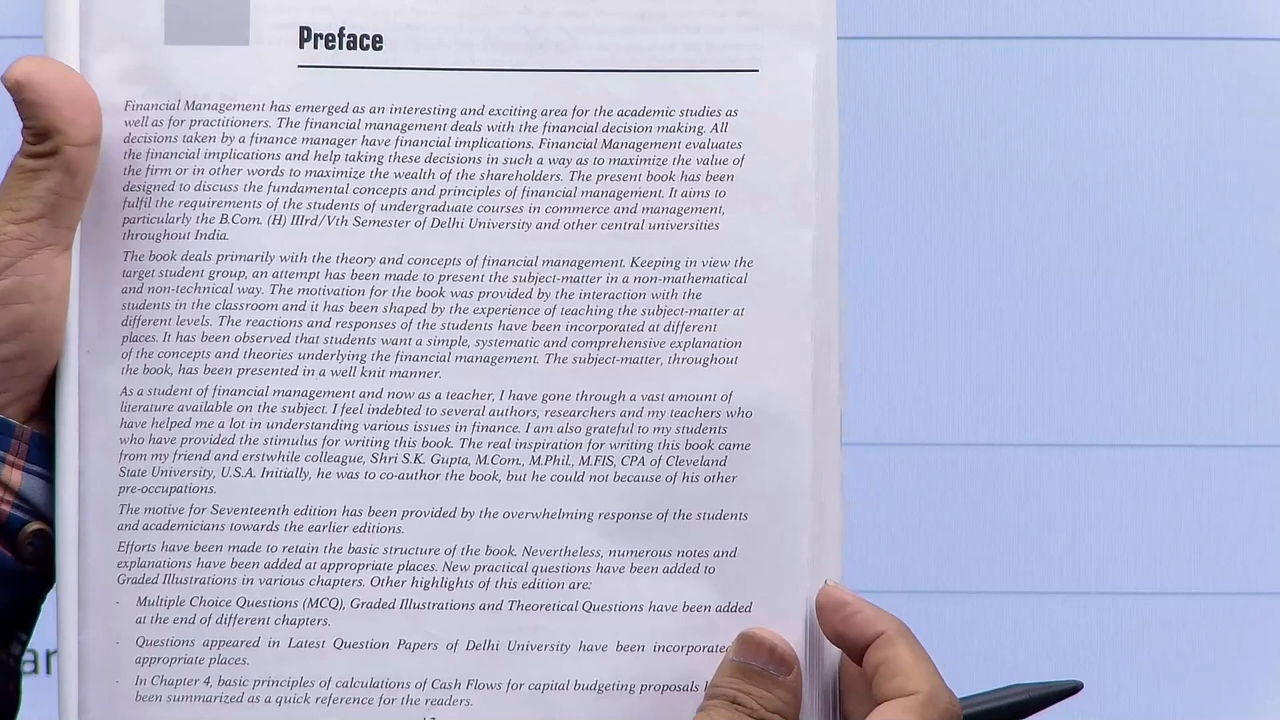 Preface
Financial Management has emerged as an interesting and exciting area for the academic studies as
well as for practitioners. The financial management deals with the financial decision making. All
decisions taken by a finance manager have financial implications. Financial Management evaluates
the financial implications and help taking these decisions in such a way as to maximize the value of
the firm or in other words to maximize the wealth of the shareholders. The present book has been
designed to discuss the fundamental concepts and principles of financial management. It aims to
fulfil the requirements of the students of undergraduate courses in commerce and management,
particularly the B.Com. (H) IIIrd/Vth Semester of Delhi University and other central universities
throughout India.
The book deals primarily with the theory and concepts of financial management. Keeping in view the
target student group, an attempt has been made to present the subject-matter in a non-mathematical
and non-technical way. The motivation for the book was provided by the interaction with the
students in the classroom and it has been shaped by the experience of teaching the subject-matter at
different levels. The reactions and responses of the students have been incorporated at different
places. It has been observed that students want a simple, systematic and comprehensive explanation
of the concepts and theories underlying the financial management. The subject-matter, throughout
the book, has been presented in a well knit manner.
As a student of financial management and now as a teacher, I have gone through a vast amount of
literature available on the subject. I feel indebted to several authors, researchers and my teachers who
have helped me a lot in understanding various issues in finance. I am also grateful to my students
who have provided the stimulus for writing this book. The real inspiration for writing this book came
from my friend and erstwhile colleague, Shri S.K. Gupta, M.Com., M.Phil., M.FIS, CPA of Cleveland
State University, U.S.A. Initially, he was to co-author the book, but he could not because of his other
pre-occupations.
The motive for Seventeenth edition has been provided by the overwhelming response of the students
and academicians towards the earlier editions.
Efforts have been made to retain the basic structure of the book. Nevertheless, numerous notes and
explanations have been added at appropriate places. New practical questions have been added to
Graded Illustrations in various chapters. Other highlights of this edition are:
- Multiple Choice Questions (MCQ), Graded Illustrations and Theoretical Questions have been added
at the end of different chapters.
- Questions appeared in Latest Question Papers of Delhi University have been
appropriate places.
- In Chapter 4, basic principles of calculations of Cash Flows for capital budgeting proposals
been summarized as a quick reference for the readers.